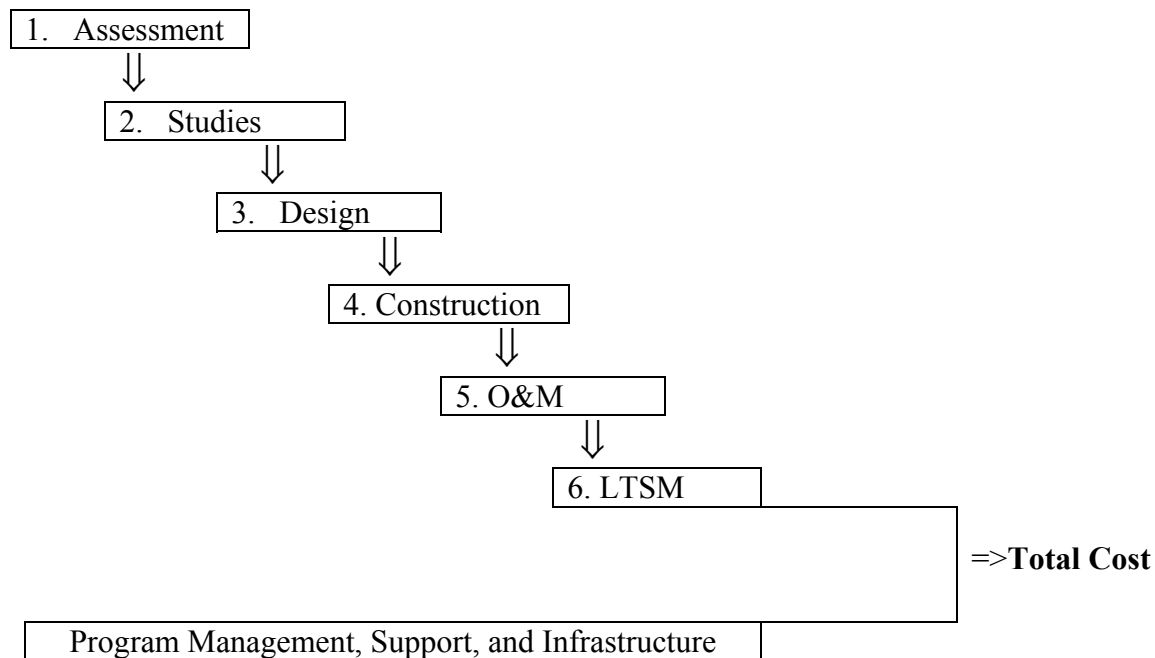 1. Assessment
⇓
2. Studies
⇓
3. Design
⇓
4. Construction
⇓
5. O&M
⇓
6. LTSM
=>Total Cost
Program Management, Support, and Infrastructure